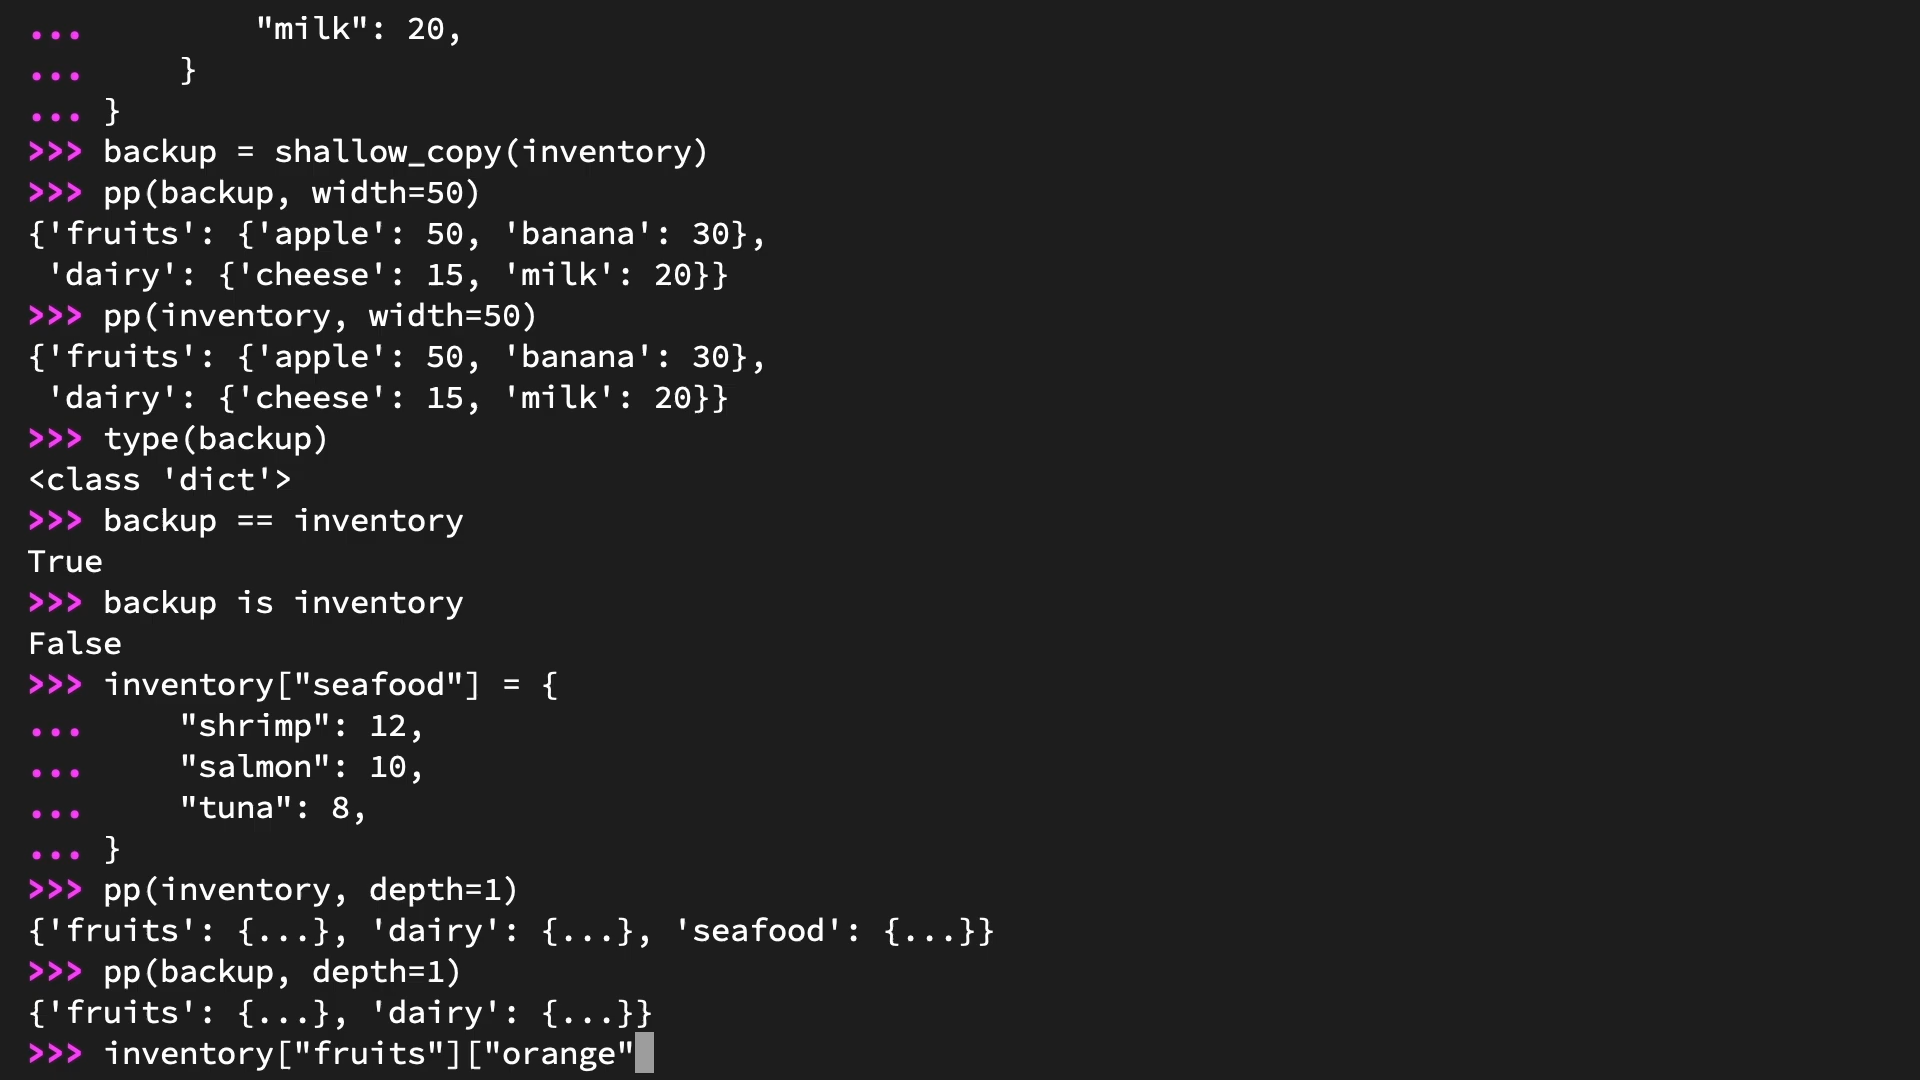 ...         "milk": 20,
...     }
... }
>>> backup = shallow_copy(inventory)
>>> pp(backup, width=50)
{'fruits': {'apple': 50, 'banana': 30},
 'dairy': {'cheese': 15, 'milk': 20}}
>>> pp(inventory, width=50)
{'fruits': {'apple': 50, 'banana': 30},
 'dairy': {'cheese': 15, 'milk': 20}}
>>> type(backup)
<class 'dict'>
>>> backup == inventory
True
>>> backup is inventory
False
>>> inventory["seafood"] = {
...     "shrimp": 12,
...     "salmon": 10,
...     "tuna": 8,
... }
>>> pp(inventory, depth=1)
{'fruits': {...}, 'dairy': {...}, 'seafood': {...}}
>>> pp(backup, depth=1)
{'fruits': {...}, 'dairy': {...}}
>>> inventory["fruits"]["orange"